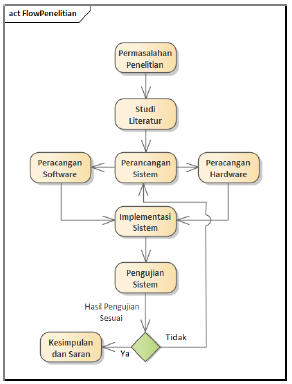 act FlowPenelitian
Permasalahan
Penelitian
Studi
Literatur
Peracangan
Software
Perancangan
Sistem
Peracangan
Hardware
Implementasi
Sistem
Pengujian
Sistem
Hasil Pengujian
Sesuai
Tidak
Ya
Kesimpulan
dan Saran